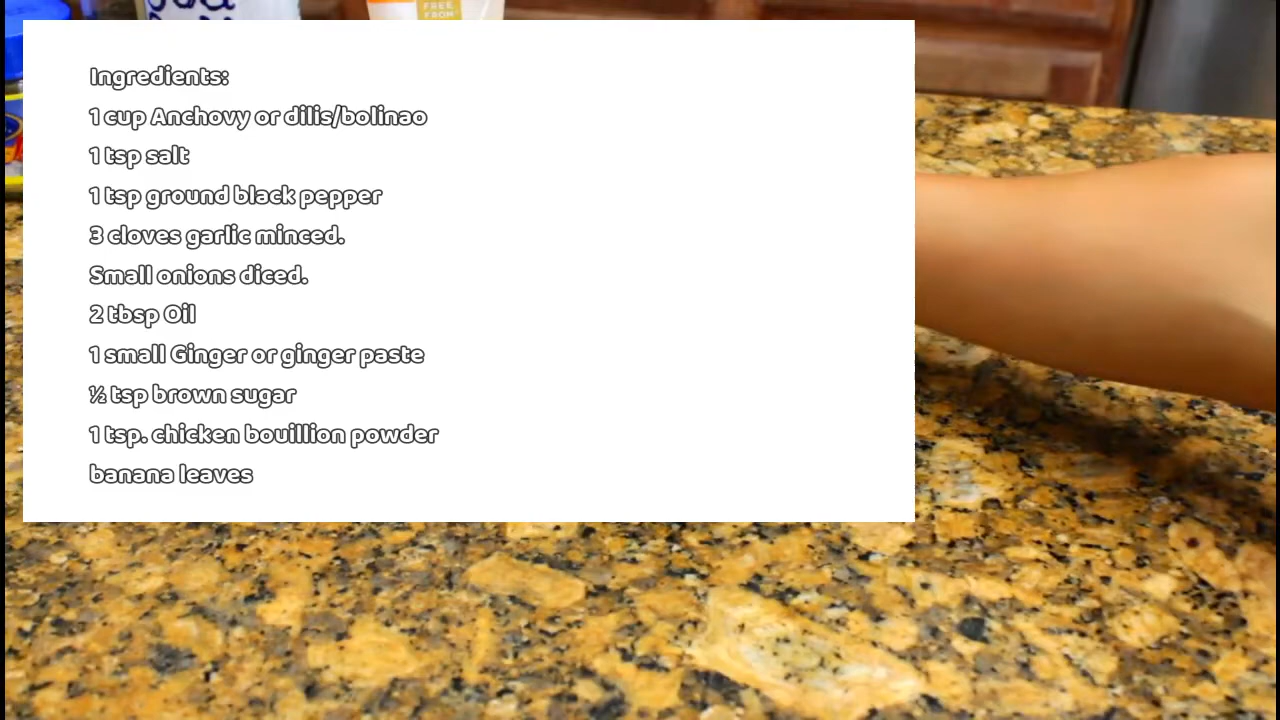 FREE
FROM
Ingredients:
1 cup Anchovy or dilis/bolinao
1 tsp salt
1 tsp ground black pepper
3 cloves garlic minced.
Small onions diced.
2 tbsp Oil
1 small Ginger or ginger paste
½ tsp brown sugar
1 tsp. chicken bouillion powder
banana leaves